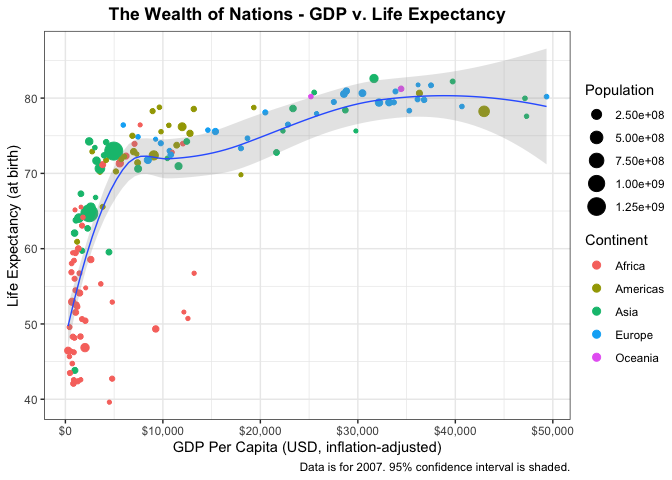 The Wealth of Nations - GDP v. Life Expectancy
Life Expectancy (at birth)
80
70
60
50
40
$0
$10,000
$20,000
$30,000
$40,000
$50,000
GDP Per Capita (USD, inflation-adjusted)
Data is for 2007. 95% confidence interval is shaded.
Population
2.50e+08
5.00e+08
7.50e+08
1.00e+09
1.25e+09
Continent
Africa
Americas
Asia
Europe
Oceania